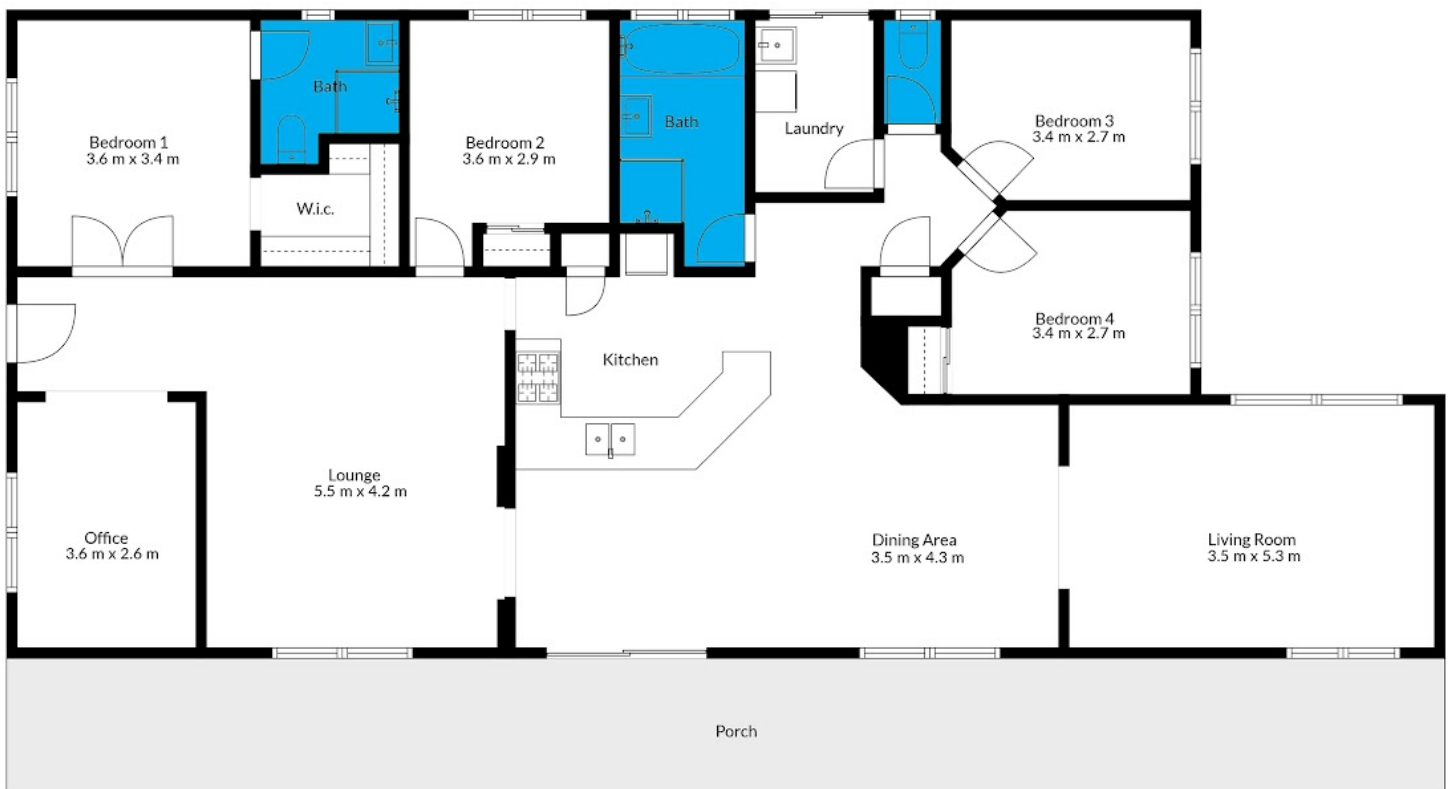 Bedroom 1
3.6 m x 3.4 m
Bath
W.i.c.
Bedroom 2
3.6 m x 2.9 m
Bath
Laundry
Bedroom 3
3.4 m x 2.7 m
Bedroom 4
3.4 m x 2.7 m
Kitchen
Lounge
5.5 m x 4.2 m
Office
3.6 m x 2.6 m
Dining Area
3.5 m x 4.3 m
Living Room
3.5 m x 5.3 m
Porch